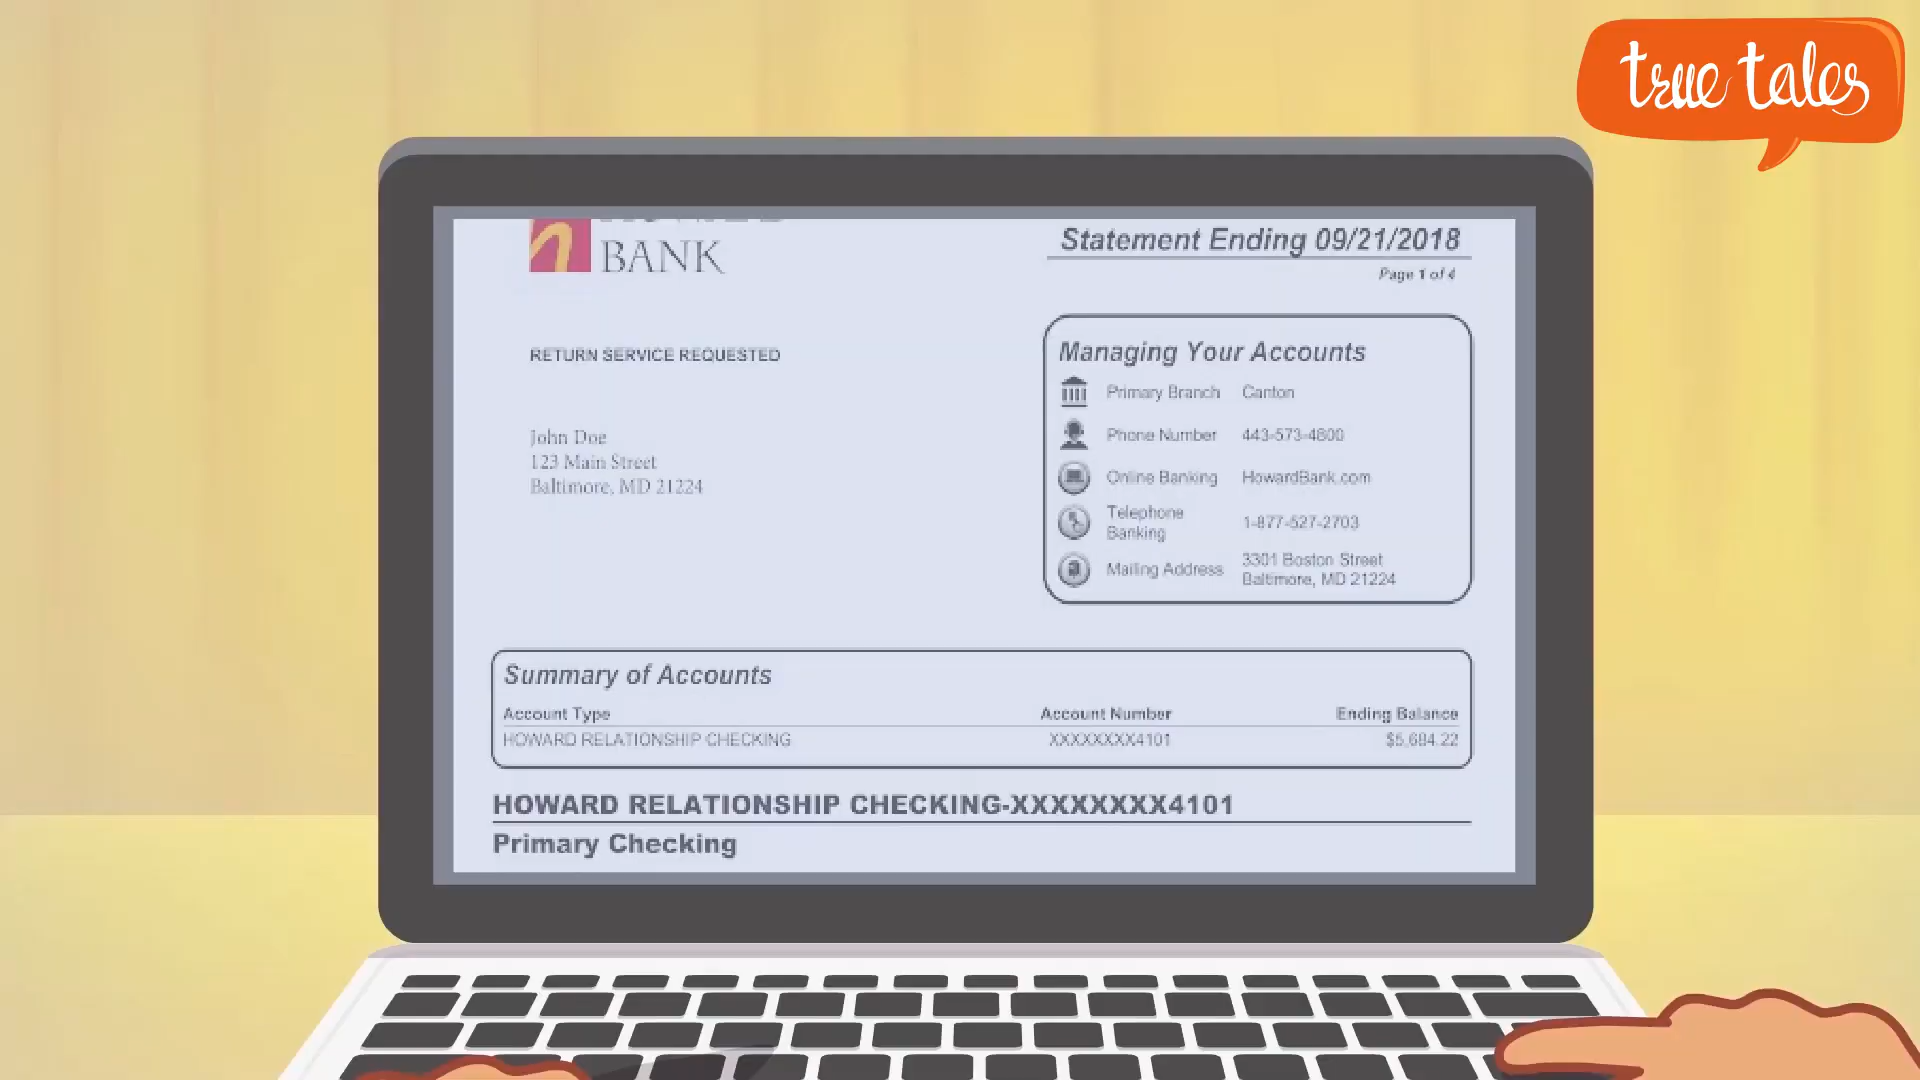 true tales
BANK
Statement Ending 09/21/2018
Page 1 of 4
RETURN SERVICE REQUESTED
John Doe
123 Main Street
Baltimore, MD 21224
Managing Your Accounts
Primary Branch Canton
Phone Number 443-573-4800
Online Banking HowardBank.com
Telephone
Banking 1-877-527-2703
Mailing Address 3301 Boston Street
Baltimore, MD 21224
Summary of Accounts
Account Type Account Number Ending Balance
HOWARD RELATIONSHIP CHECKING XXXXXXXX4101 $5,684.22
HOWARD RELATIONSHIP CHECKING-XXXXXXXX4101
Primary Checking